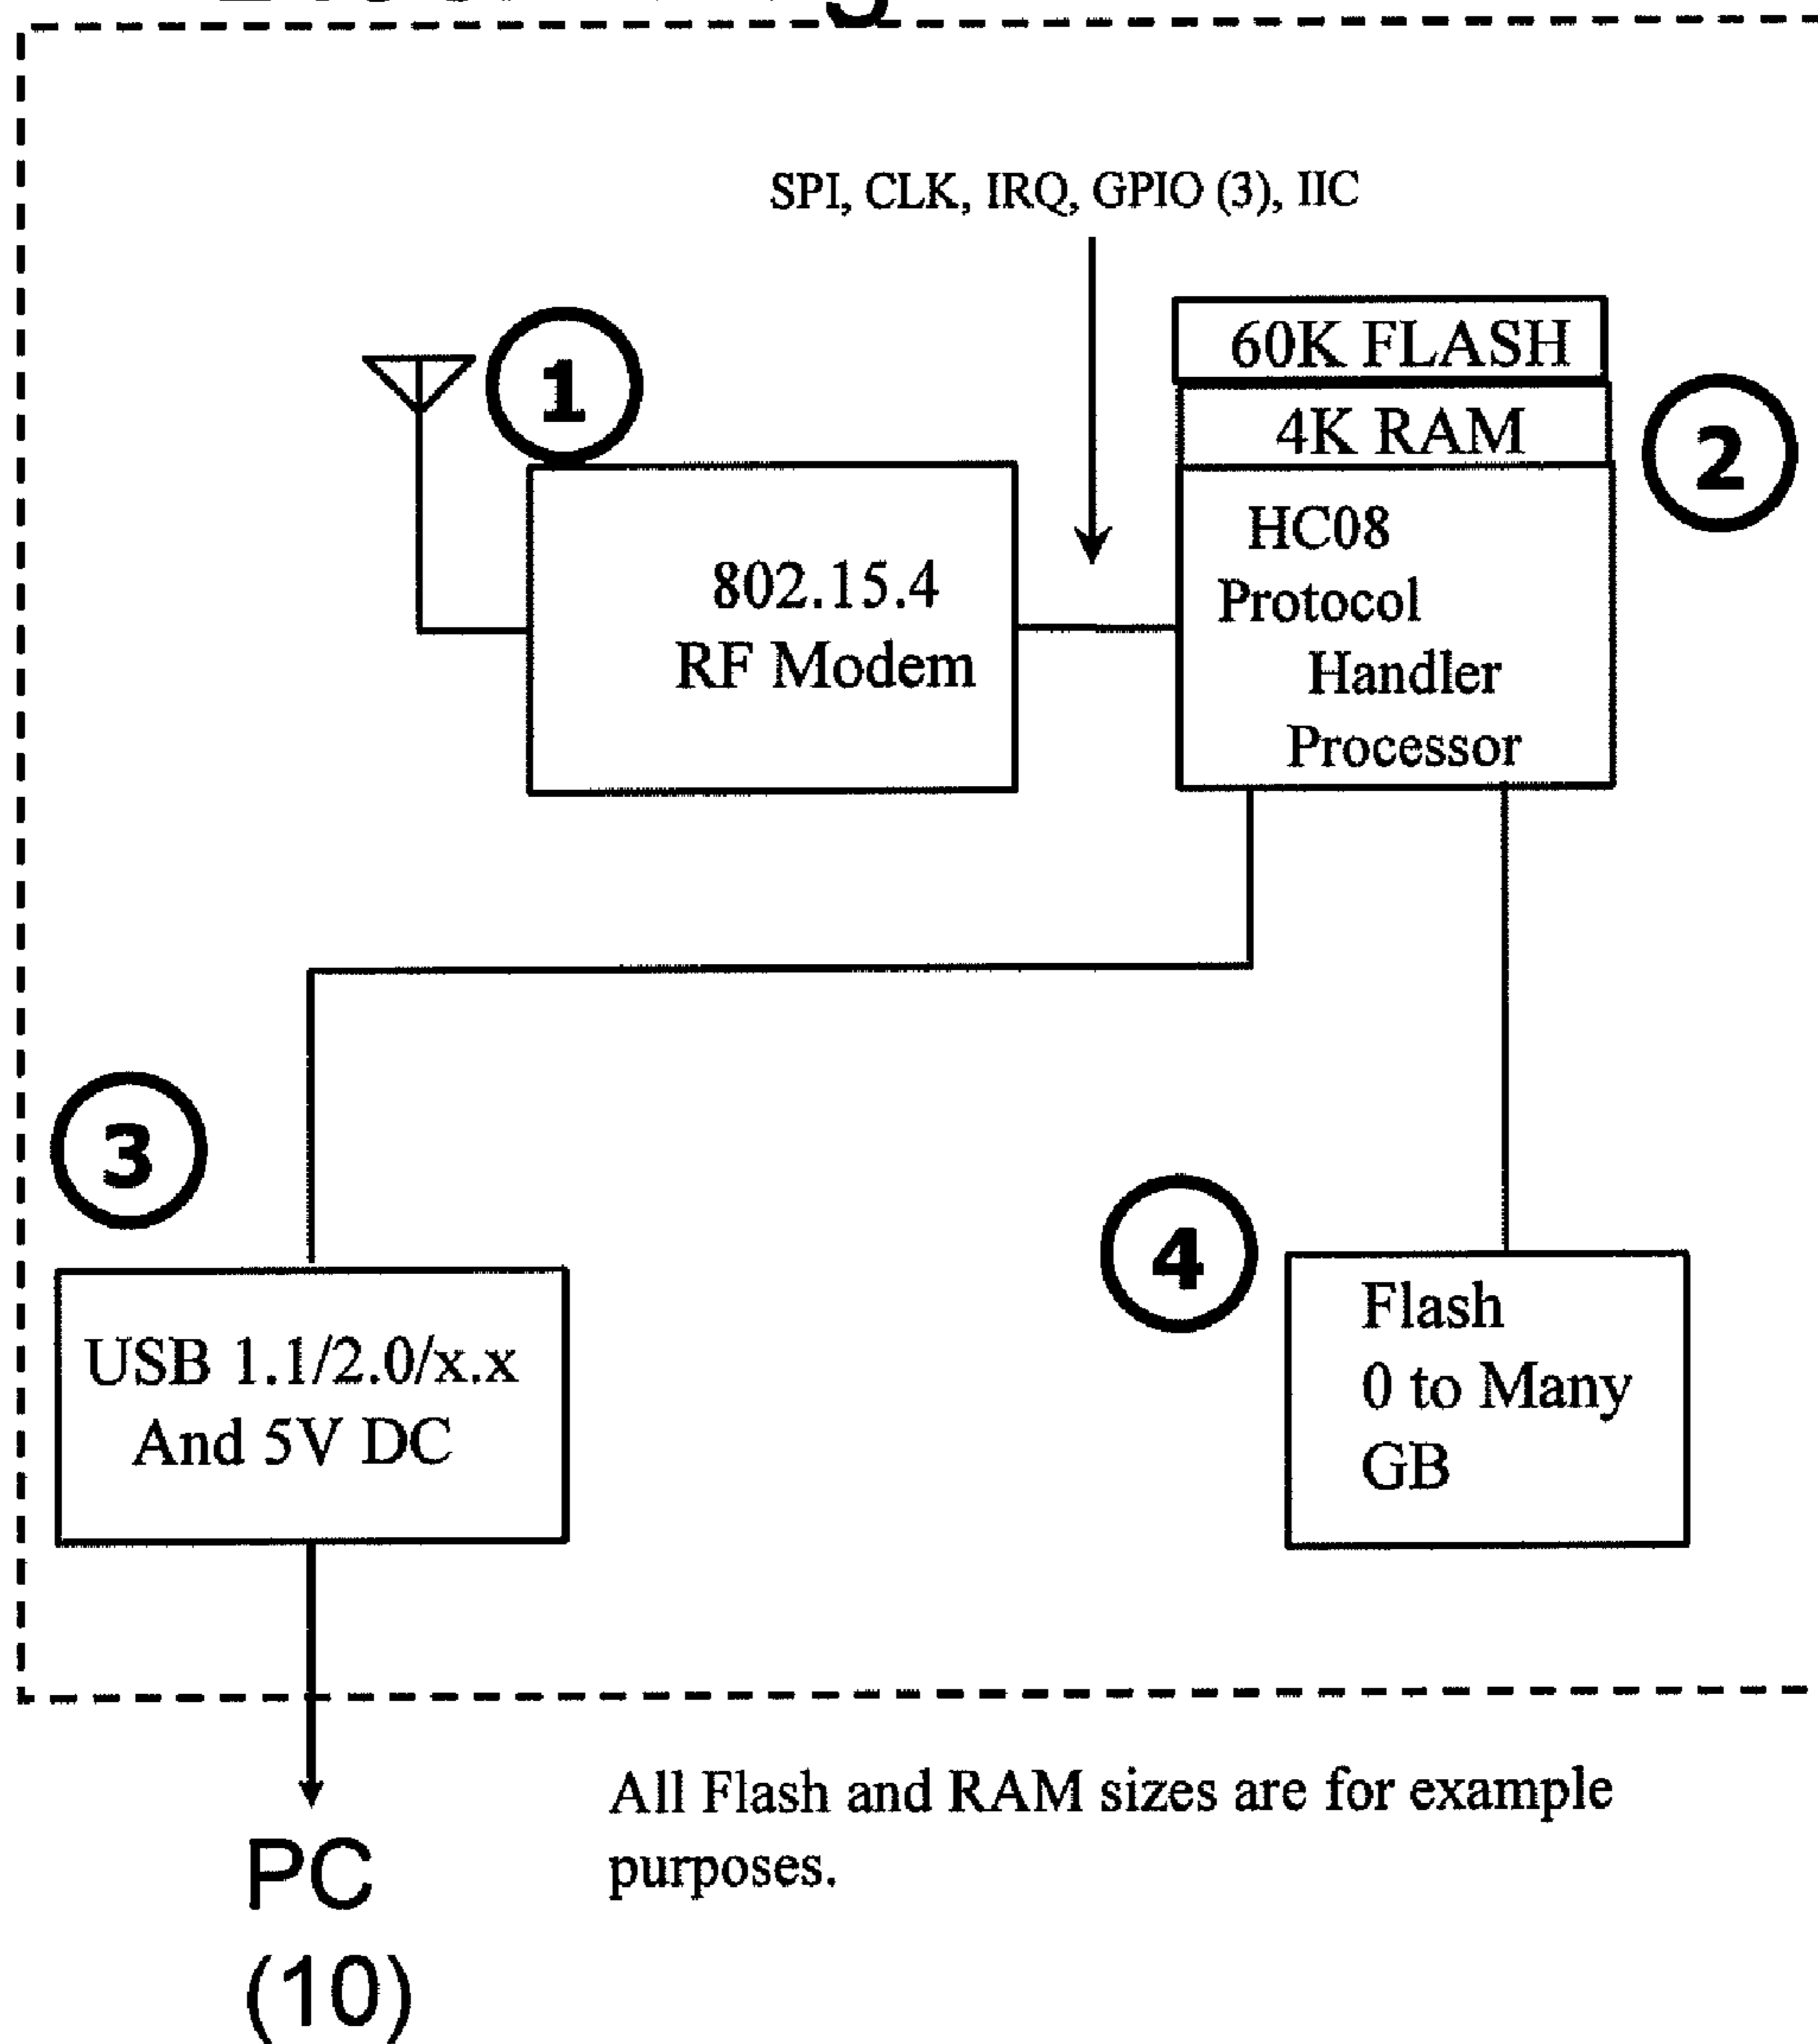 SPI, CLK, IRQ, GPIO (3), IIC
60K FLASH
1
4K RAM
2
HC08
802.15.4
Protocol
RF Modem
Handler
Processor
3
4
Flash
USB 1.1/2.0/x.x
0 to Many
And 5V DC
GB
All Flash and RAM sizes are for example
purposes.
PC
(10)